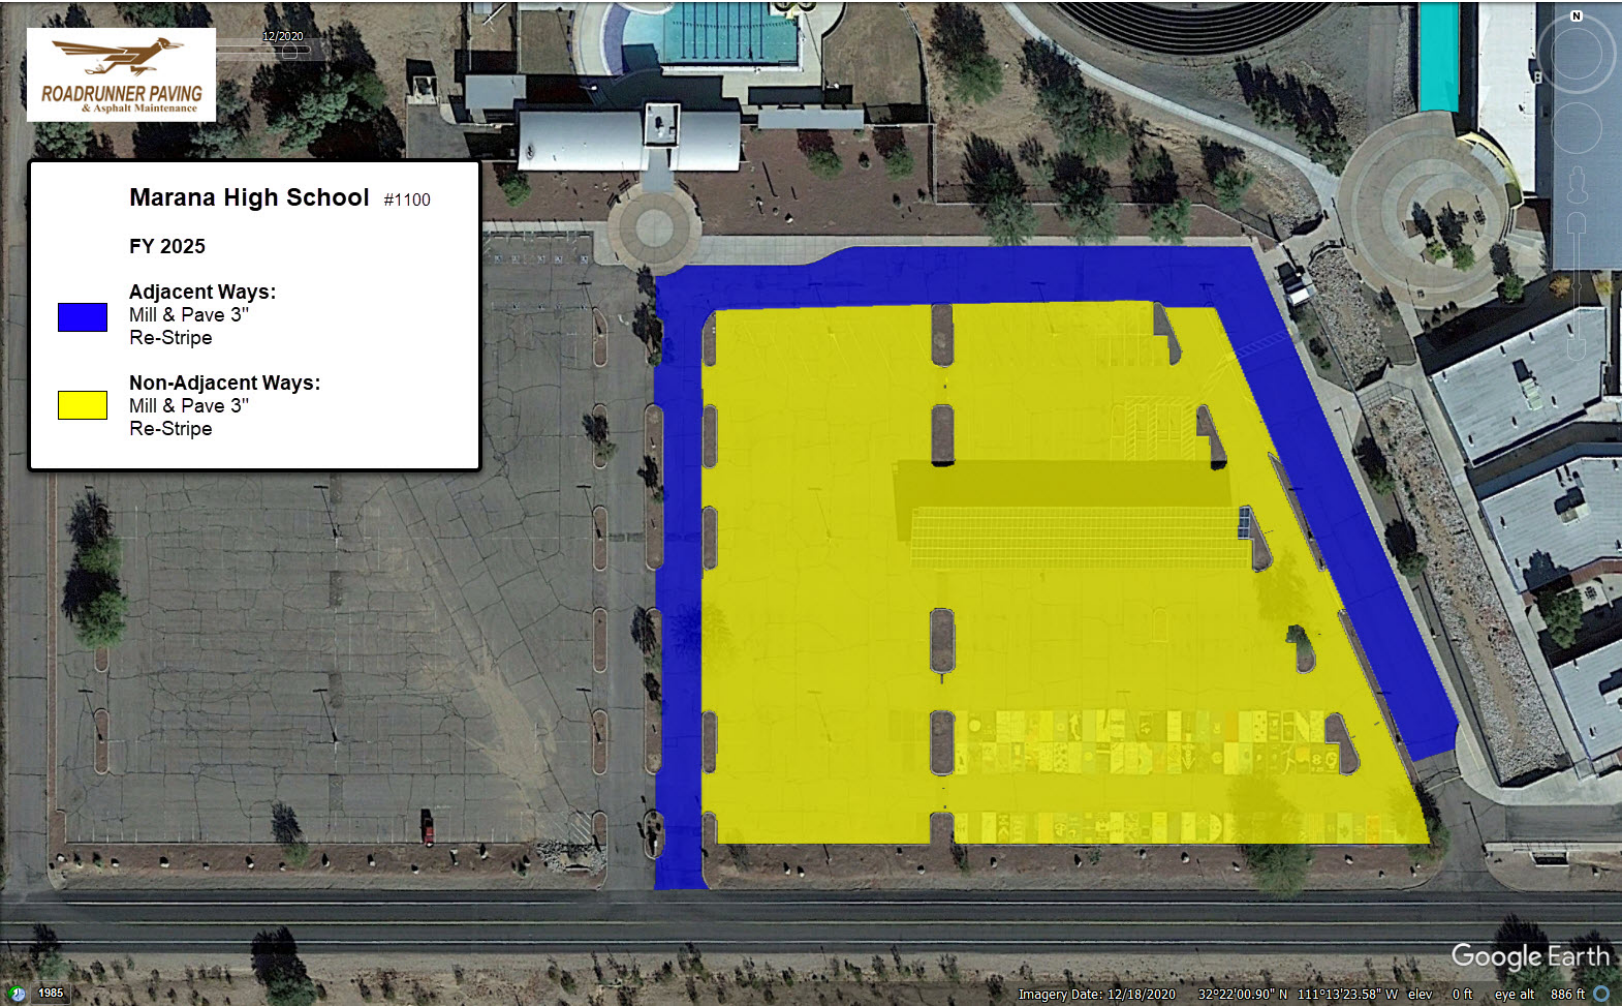 12/2020
N
ROADRUNNER PAVING
& Asphalt Maintenance
Marana High School #1100
FY 2025
Adjacent Ways:
Mill & Pave 3"
Re-Stripe
Non-Adjacent Ways:
Mill & Pave 3"
Re-Stripe
Google Earth
1985
Imagery Date: 12/18/2020 32°22'00.90" N 111°13'23.58" W elev 0 ft eye alt 886 ft